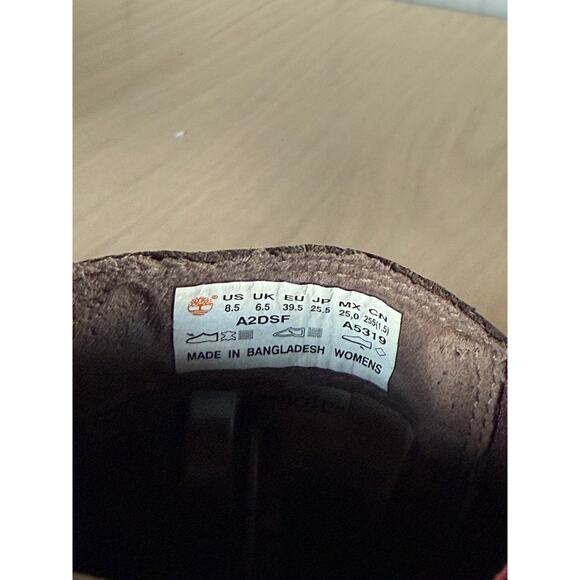 US UK EU JP MX CN
8.5 6.5 39.5 25.5 25,0 255(1.5)
A2DSF A5319
MADE IN BANGLADESH WOMENS